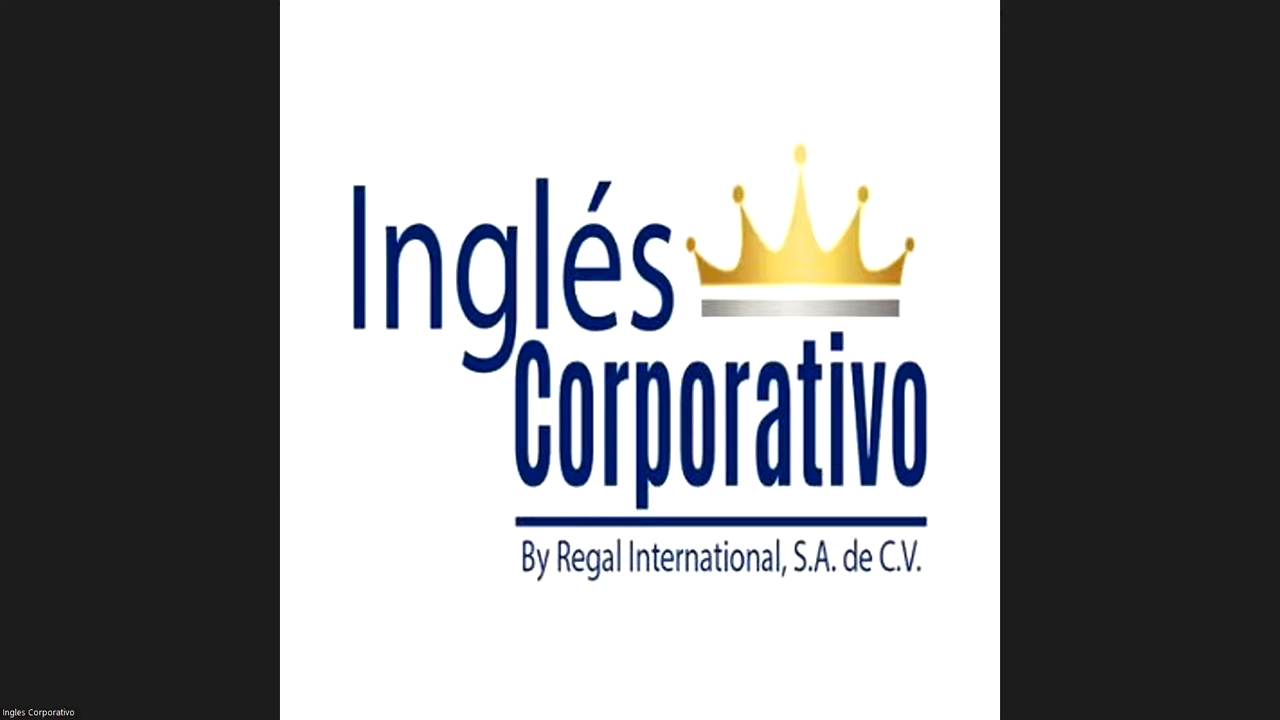 Inglés
Corporativo
By Regal International, S.A. de C.V.
Ingles Corporativo